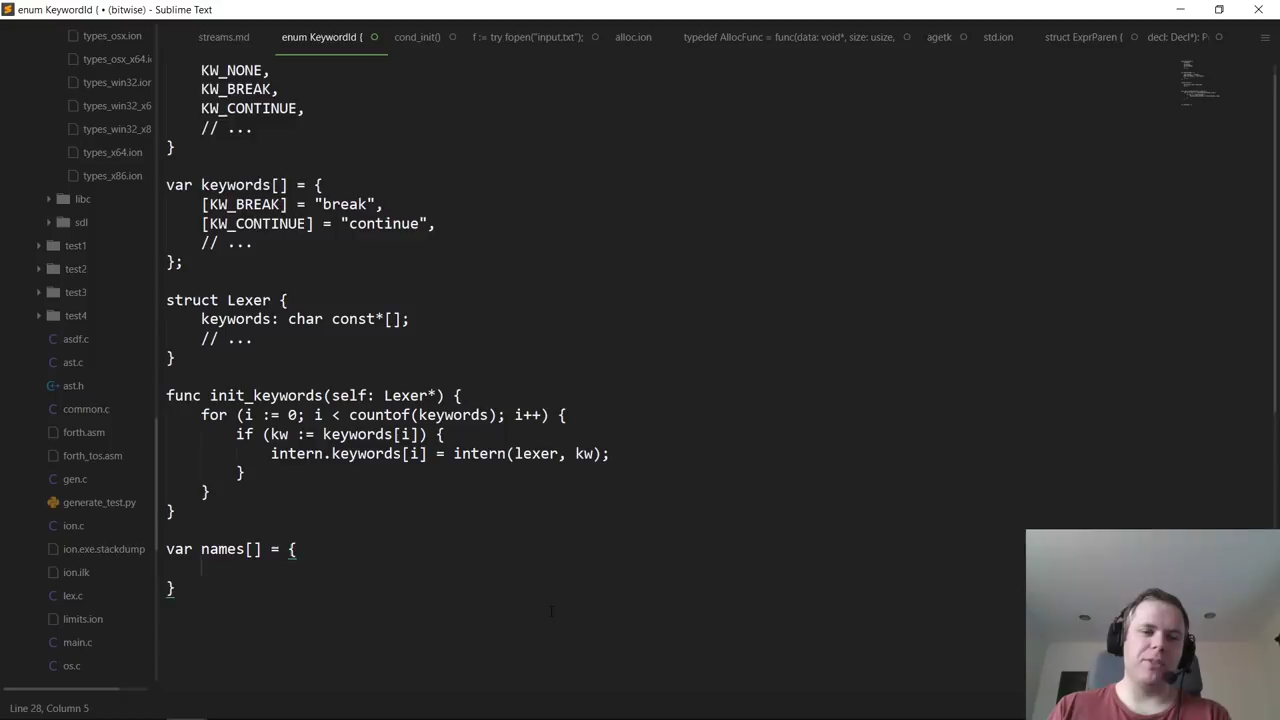 enum KeywordId { • (bitwise) - Sublime Text
streams.md
enum KeywordId {
cond_init()
f := try fopen("input.txt");
alloc.ion
typedef AllocFunc = func(data: void*, size: usize,
agetk
std.ion
struct ExprParen {
decl: Decl*): P
types_osx.ion
types_osx_x64.i
types_win32.ion
types_win32_x6
types_win32_x8
types_x64.ion
types_x86.ion
libc
sdl
test1
test2
test3
test4
asdf.c
ast.c
ast.h
common.c
forth.asm
forth_tos.asm
gen.c
generate_test.py
ion.c
ion.exe.stackdump
ion.ilk
lex.c
limits.ion
main.c
os.c
KW_NONE,
KW_BREAK,
KW_CONTINUE,
// ...
}
var keywords[] = {
[KW_BREAK] = "break",
[KW_CONTINUE] = "continue",
// ...
};
struct Lexer {
keywords: char const*[];
// ...
}
func init_keywords(self: Lexer*) {
for (i := 0; i < countof(keywords); i++) {
if (kw := keywords[i]) {
intern.keywords[i] = intern(lexer, kw);
}
}
}
var names[] = {
}
Line 28, Column 5